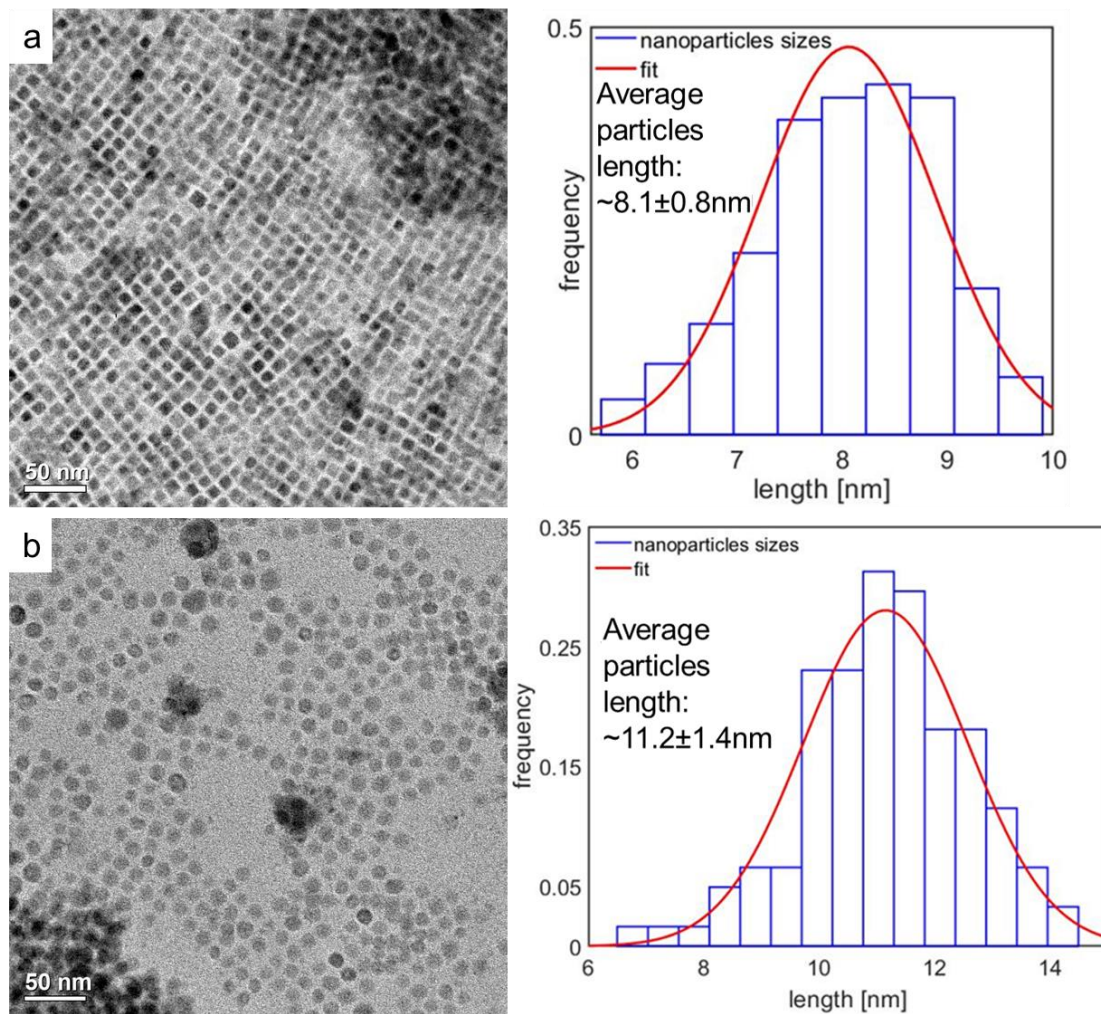 a
50 nm
0.5
nanoparticles sizes
fit
Average
particles
length:
~8.1±0.8nm
frequency
0
6 7 8 9 10
length [nm]
b
50 nm
0.35
nanoparticles sizes
fit
0.25
Average
particles
length:
~11.2±1.4nm
frequency
0.15
0.05
0
6 8 10 12 14
length [nm]